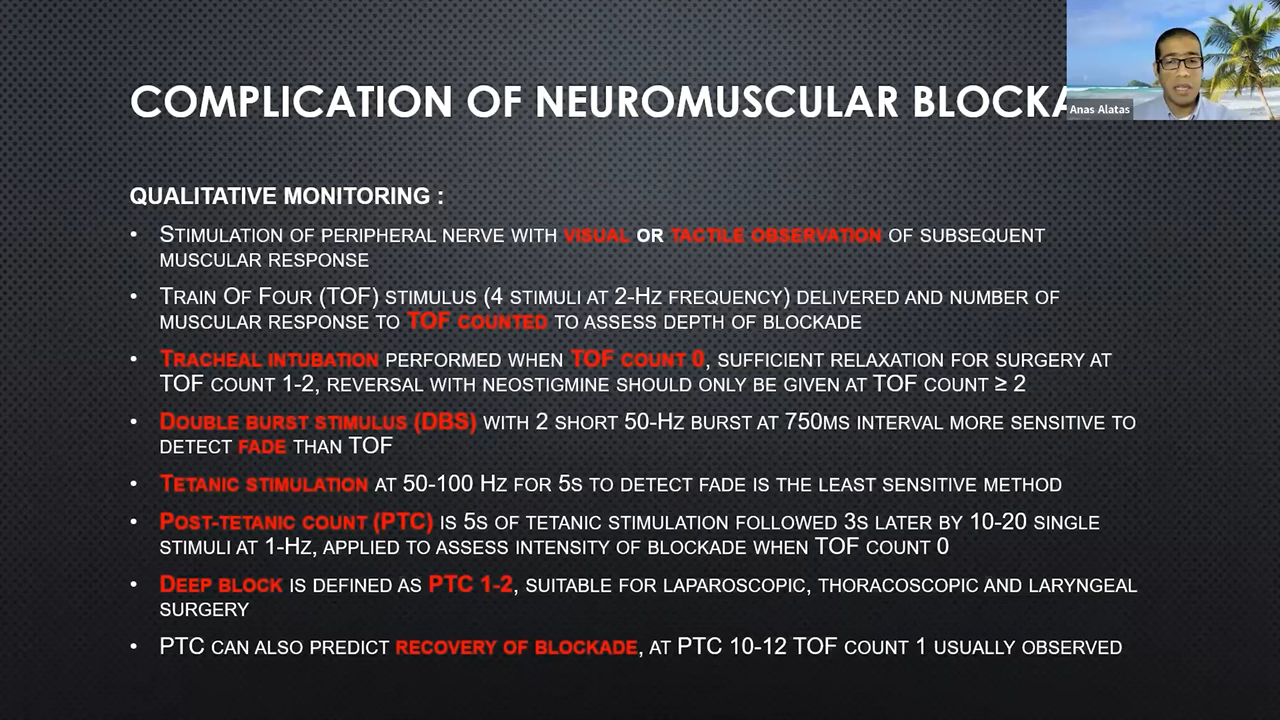 COMPLICATION OF NEUROMUSCULAR BLOCKA
Anas Alatas
QUALITATIVE MONITORING :
• STIMULATION OF PERIPHERAL NERVE WITH VISUAL OR TACTILE OBSERVATION OF SUBSEQUENT
MUSCULAR RESPONSE
• TRAIN OF FOUR (TOF) STIMULUS (4 STIMULI AT 2-HZ FREQUENCY) DELIVERED AND NUMBER OF
MUSCULAR RESPONSE TO TOF COUNTED TO ASSESS DEPTH OF BLOCKADE
• TRACHEAL INTUBATION PERFORMED WHEN TOF COUNT 0, SUFFICIENT RELAXATION FOR SURGERY AT
TOF COUNT 1-2, REVERSAL WITH NEOSTIGMINE SHOULD ONLY BE GIVEN AT TOF COUNT ≥ 2
• DOUBLE BURST STIMULUS (DBS) WITH 2 SHORT 50-HZ BURST AT 750MS INTERVAL MORE SENSITIVE TO
DETECT FADE THAN TOF
• TETANIC STIMULATION AT 50-100 HZ FOR 5S TO DETECT FADE IS THE LEAST SENSITIVE METHOD
• POST-TETANIC COUNT (PTC) IS 5S OF TETANIC STIMULATION FOLLOWED 3S LATER BY 10-20 SINGLE
STIMULI AT 1-HZ, APPLIED TO ASSESS INTENSITY OF BLOCKADE WHEN TOF COUNT 0
• DEEP BLOCK IS DEFINED AS PTC 1-2, SUITABLE FOR LAPAROSCOPIC, THORACOSCOPIC AND LARYNGEAL
SURGERY
• PTC CAN ALSO PREDICT RECOVERY OF BLOCKADE, AT PTC 10-12 TOF COUNT 1 USUALLY OBSERVED